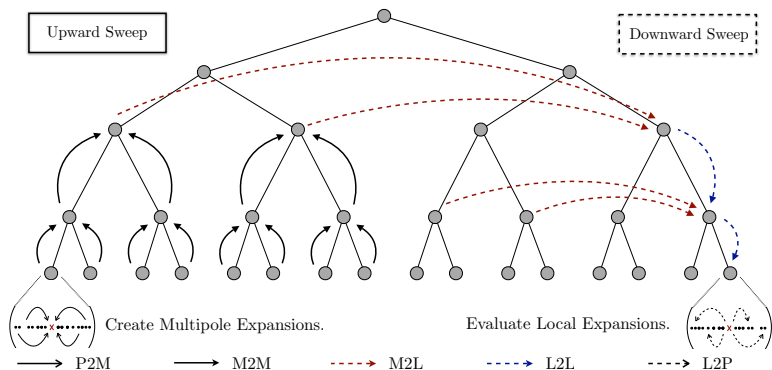 Upward Sweep
Downward Sweep
x
x
Create Multipole Expansions.
Evaluate Local Expansions.
P2M M2M M2L L2L L2P